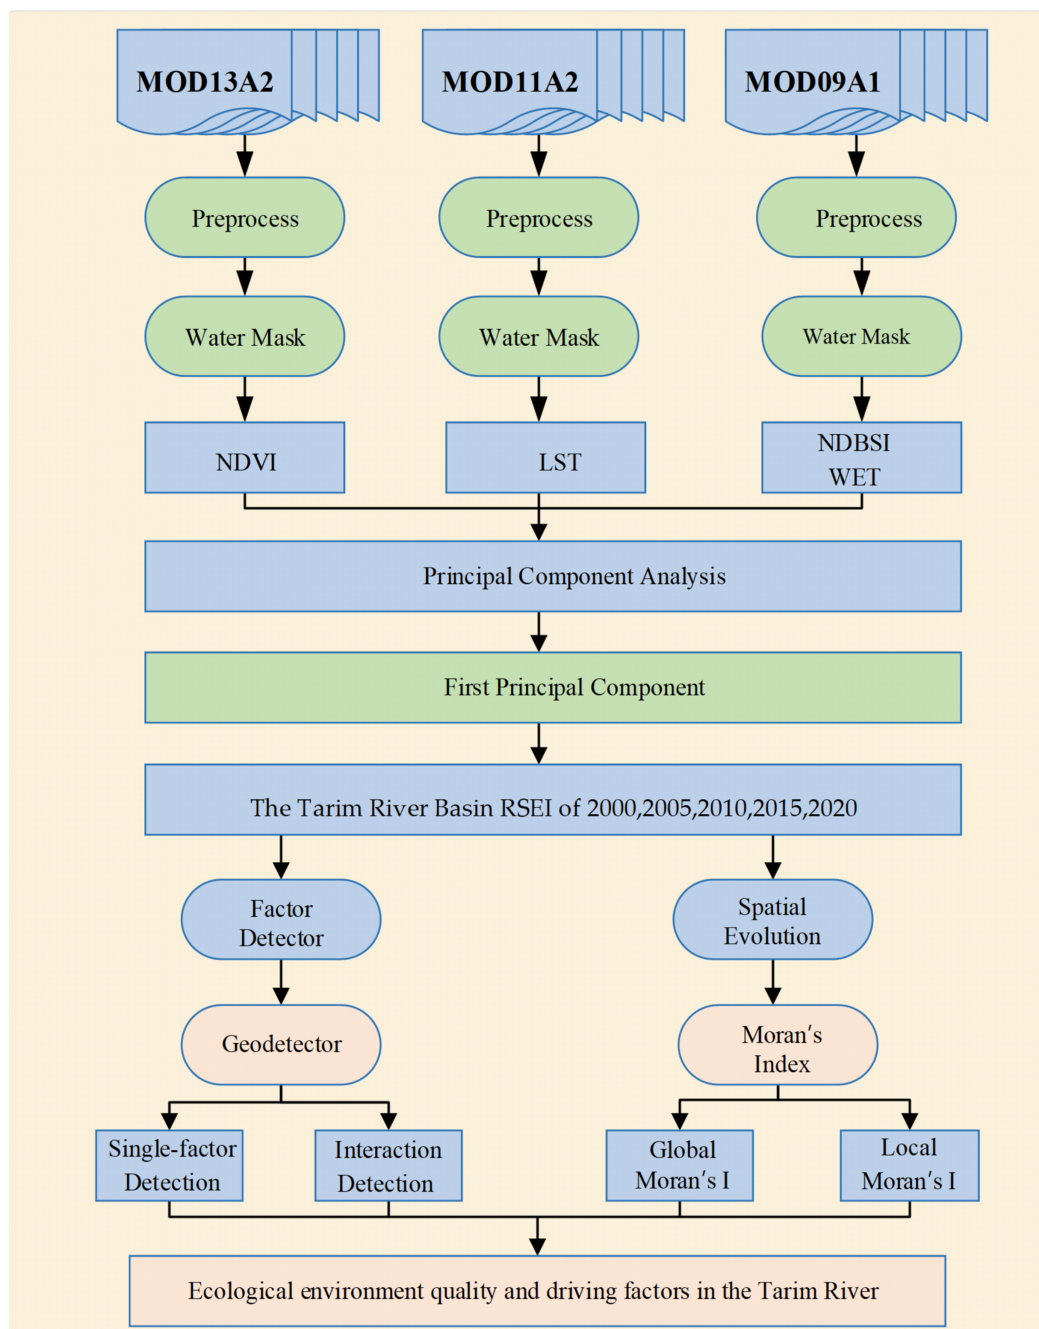 MOD13A2
MOD11A2
MOD09A1
Preprocess
Preprocess
Preprocess
Water Mask
Water Mask
Water Mask
NDVI
LST
NDBSI
WET
Principal Component Analysis
First Principal Component
The Tarim River Basin RSEI of 2000,2005,2010,2015,2020
Factor
Detector
Spatial
Evolution
Geodetector
Moran's
Index
Single-factor
Detection
Interaction
Detection
Global
Moran's I
Local
Moran's I
Ecological environment quality and driving factors in the Tarim River